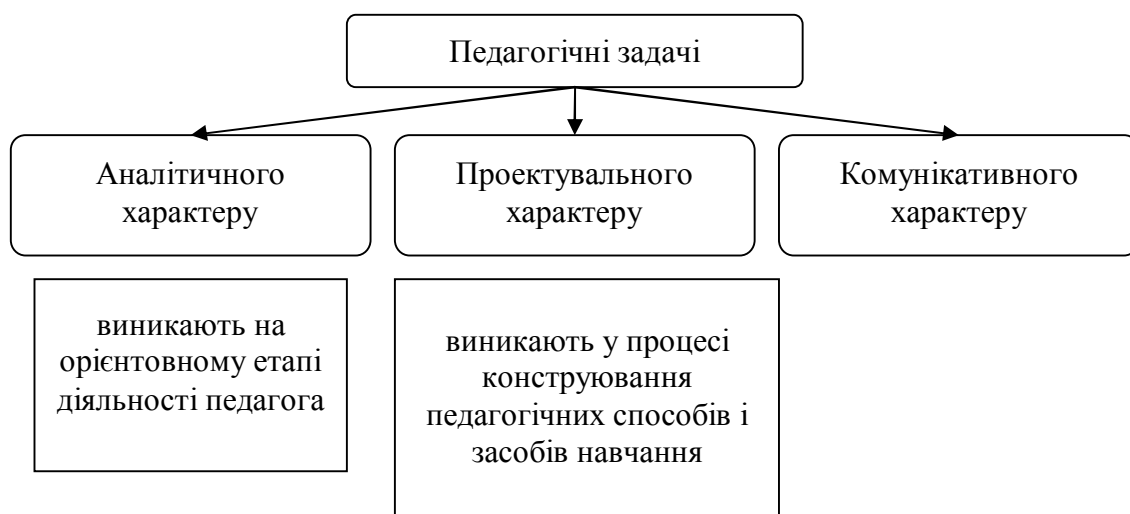 Педагогічні задачі
Аналітичного
характеру
Проектувального
характеру
Комунікативного
характеру
виникають на
орієнтовному етапі
діяльності педагога
виникають у процесі
конструювання
педагогічних способів і
засобів навчання